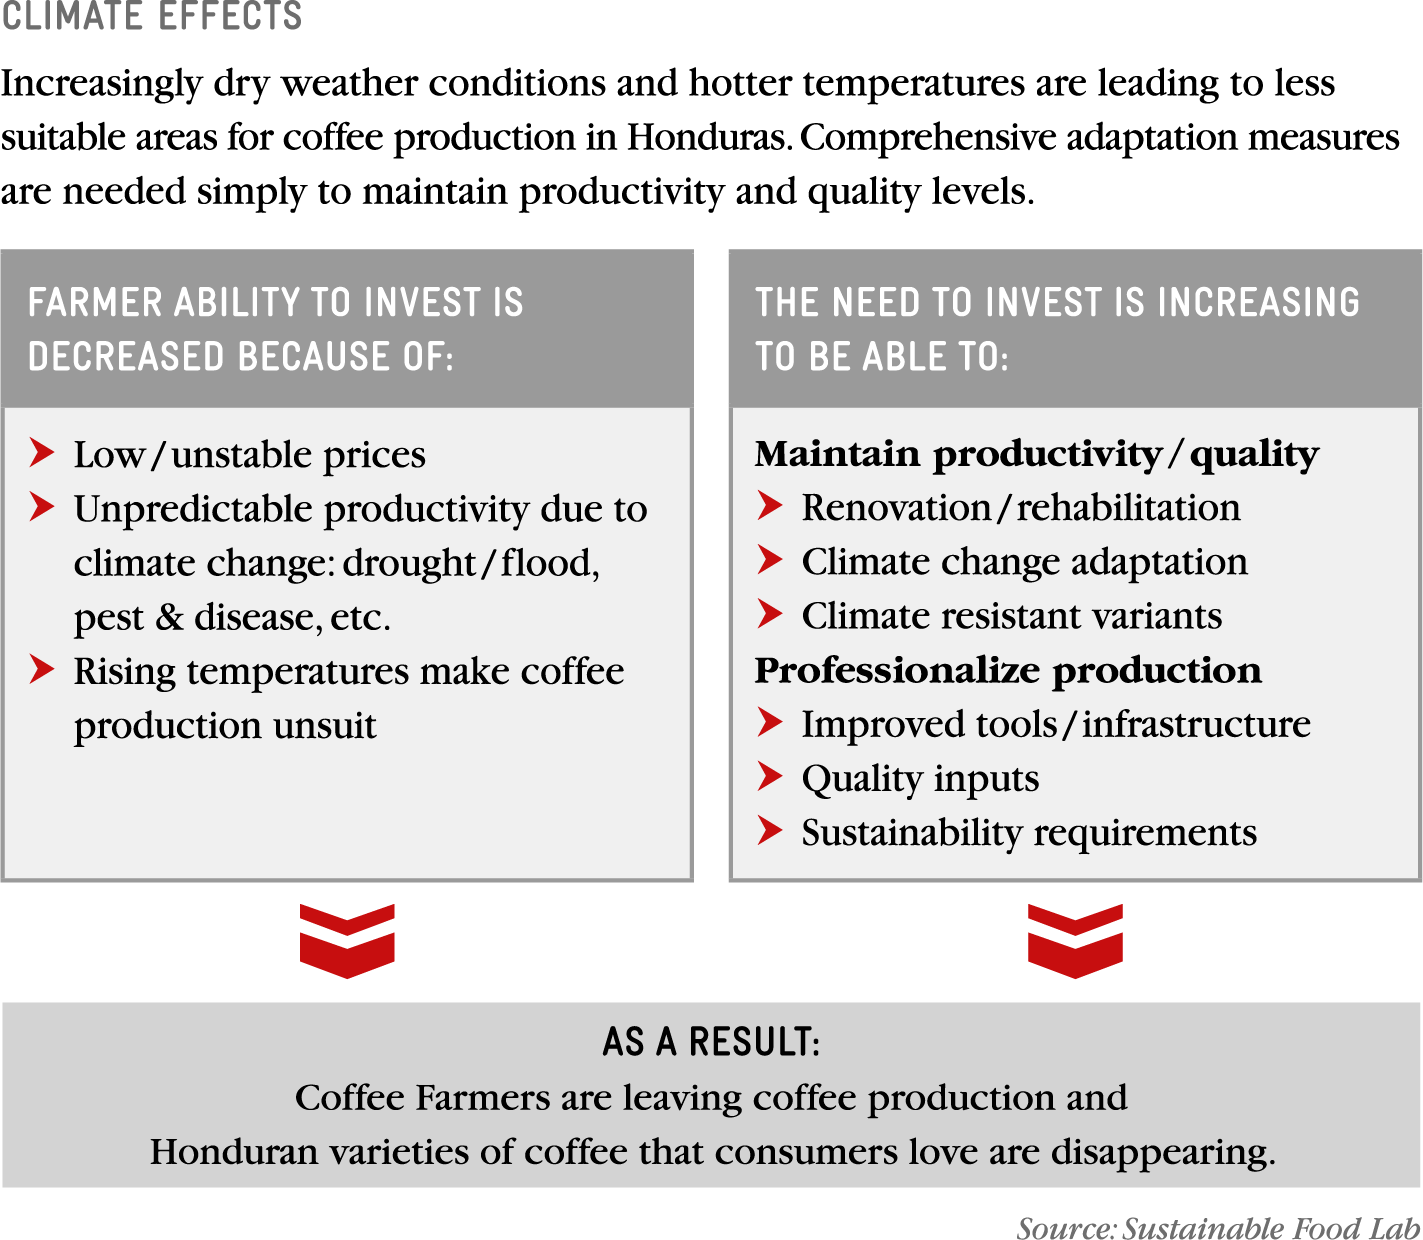 CLIMATE EFFECTS
Increasingly dry weather conditions and hotter temperatures are leading to less
suitable areas for coffee production in Honduras. Comprehensive adaptation measures
are needed simply to maintain productivity and quality levels.
FARMER ABILITY TO INVEST IS
DECREASED BECAUSE OF:
Low/unstable prices
Unpredictable productivity due to
climate change: drought/flood,
pest & disease, etc.
Rising temperatures make coffee
production unsuit
THE NEED TO INVEST IS INCREASING
TO BE ABLE TO:
Maintain productivity/quality
Renovation/rehabilitation
Climate change adaptation
Climate resistant variants
Professionalize production
Improved tools/infrastructure
Quality inputs
Sustainability requirements
AS A RESULT:
Coffee Farmers are leaving coffee production and
Honduran varieties of coffee that consumers love are disappearing.
Source: Sustainable Food Lab